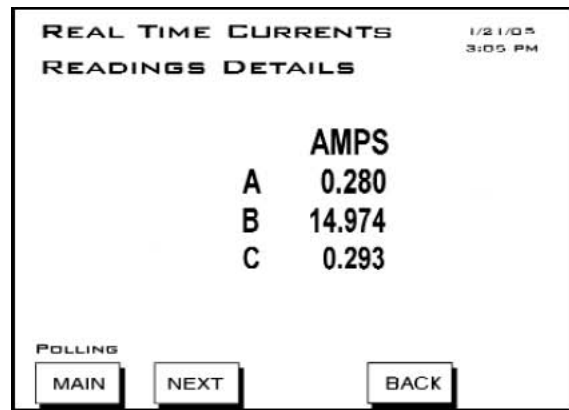 REAL TIME CURRENTS
1/21/05
READINGS DETAILS
3:05 PM
AMPS
A 0.280
B 14.974
C 0.293
POLLING
MAIN NEXT BACK